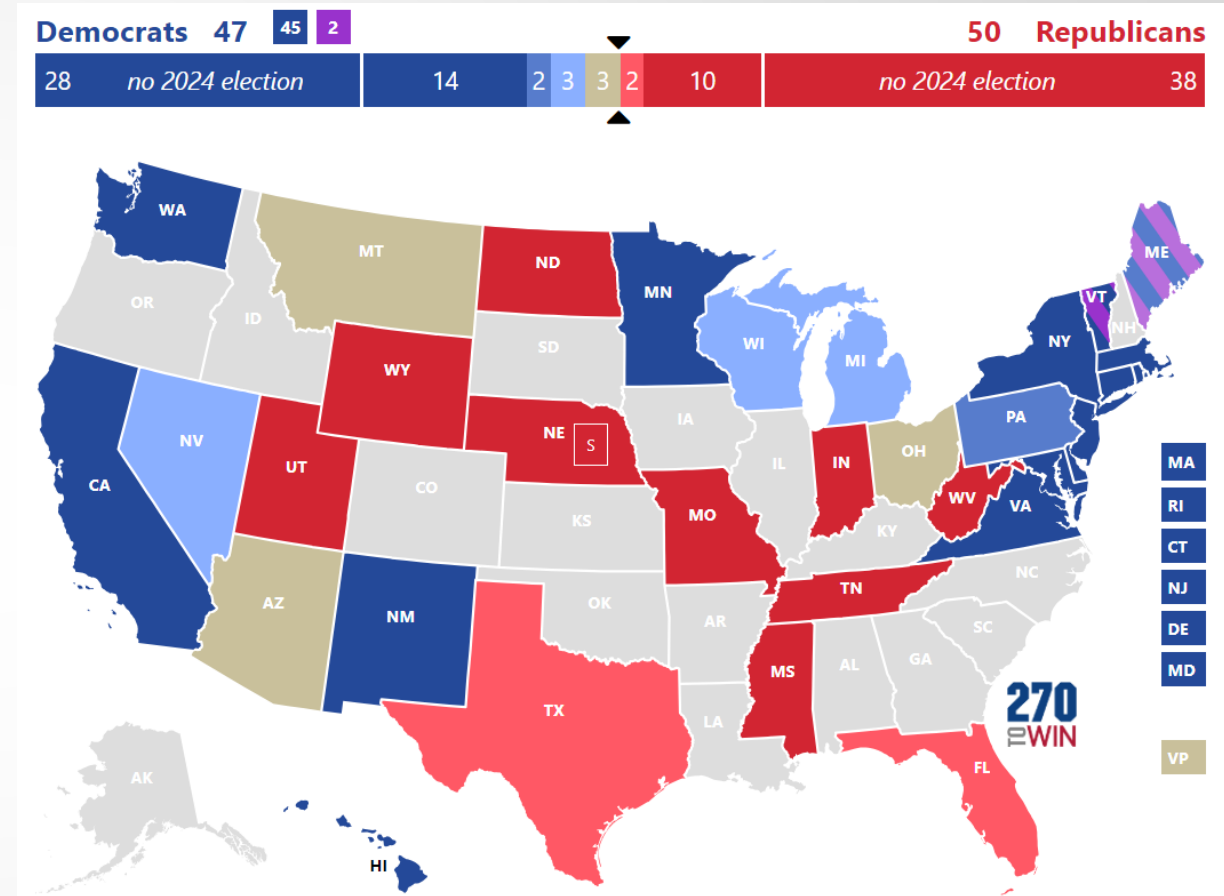 Democrats 47 45 2 50 Republicans
28 no 2024 election 14 2 3 3 2 10 no 2024 election 38
WA
MT
ND
MN
ME
VT
NH
OR
ID
SD
WI
MI
NY
WY
NV
NE
S
IA
PA
CA
UT
CO
IL
IN
OH
WV
VA
MA
RI
KS
MO
KY
CT
AZ
NM
OK
AR
TN
NC
NJ
SC
DE
MS
AL
GA
MD
TX
LA
270
TO WIN
AK
FL
VP
HI